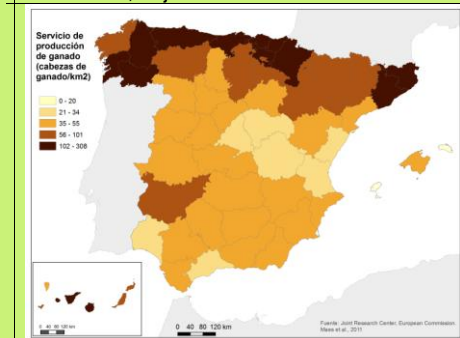 Servicio de
producción
de ganado
(cabezas de
ganado/km2)
0 - 20
21 - 34
35 - 55
56 - 101
102 - 308
0 40 80 120 km
0 40 80 120 km
Fuente: Joint Research Center, European Commission
Maes et al., 2011